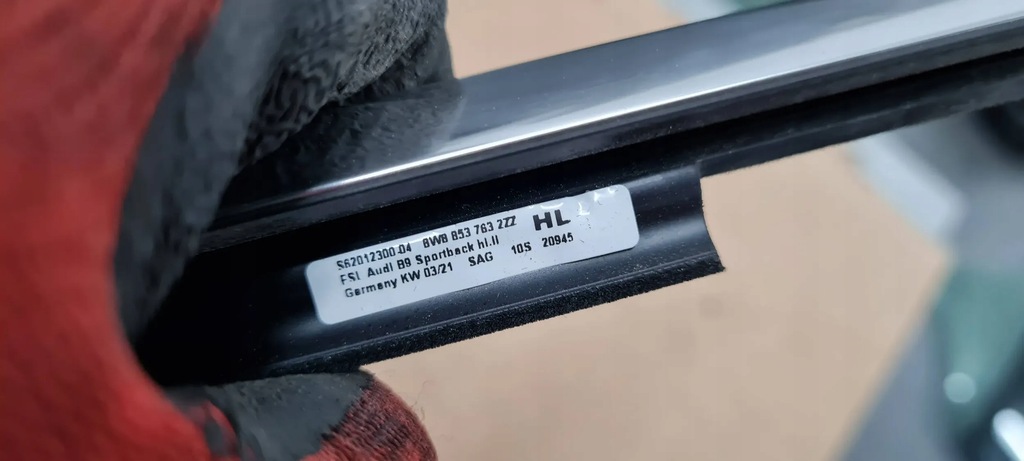 S62012300-04 8W8 853 763 2ZZ HL
FSL Audi B9 Sportback hl.li
Germany KW 03/21 SAG 10S 20945